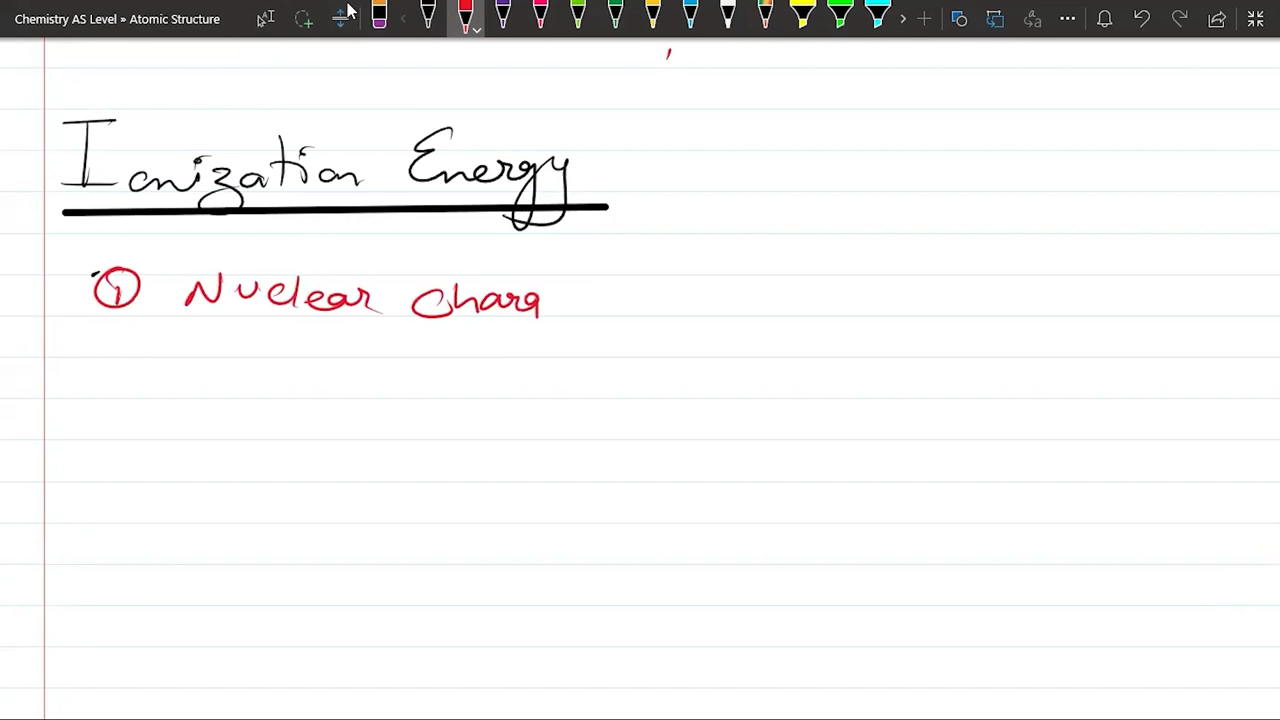 Chemistry AS Level » Atomic Structure
Ionization Energy
① Nuclear Charg